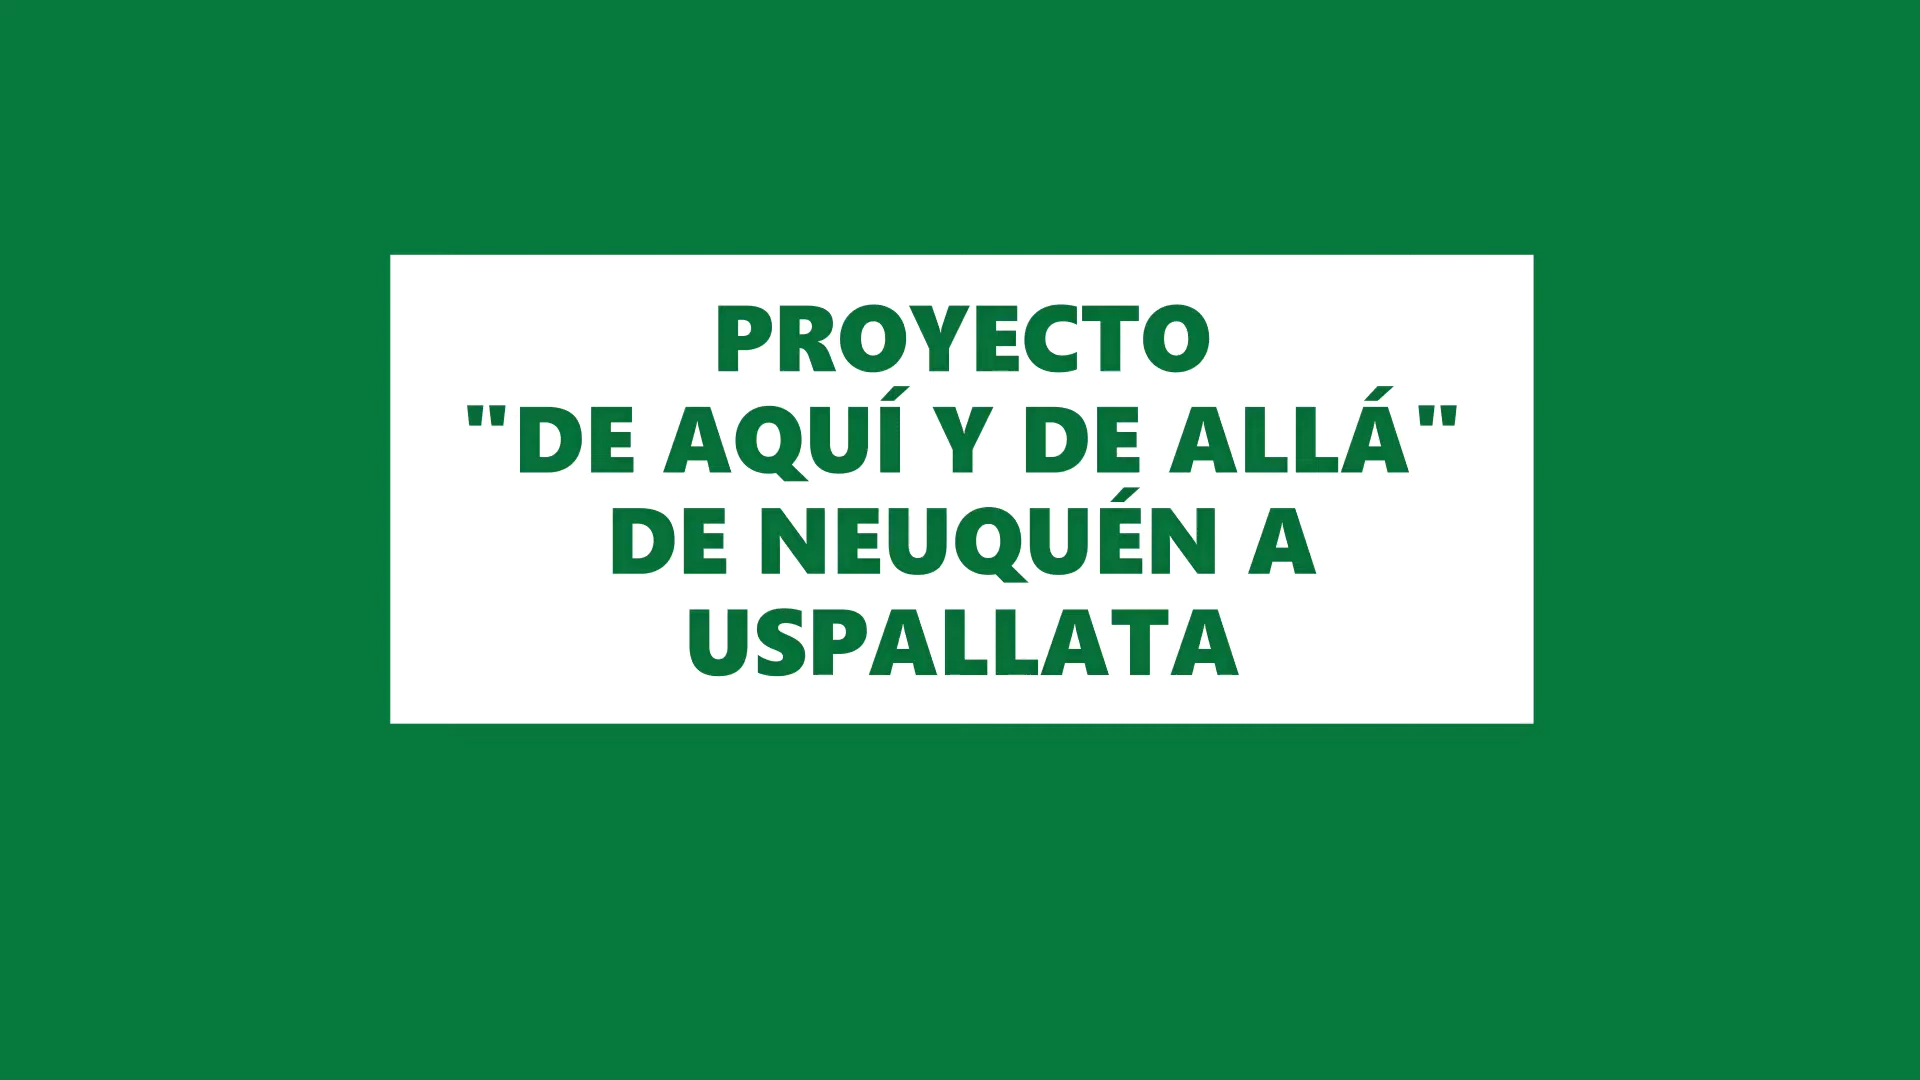 PROYECTO
"DE AQUÍ Y DE ALLÁ"
DE NEUQUÉN A
USPALLATA